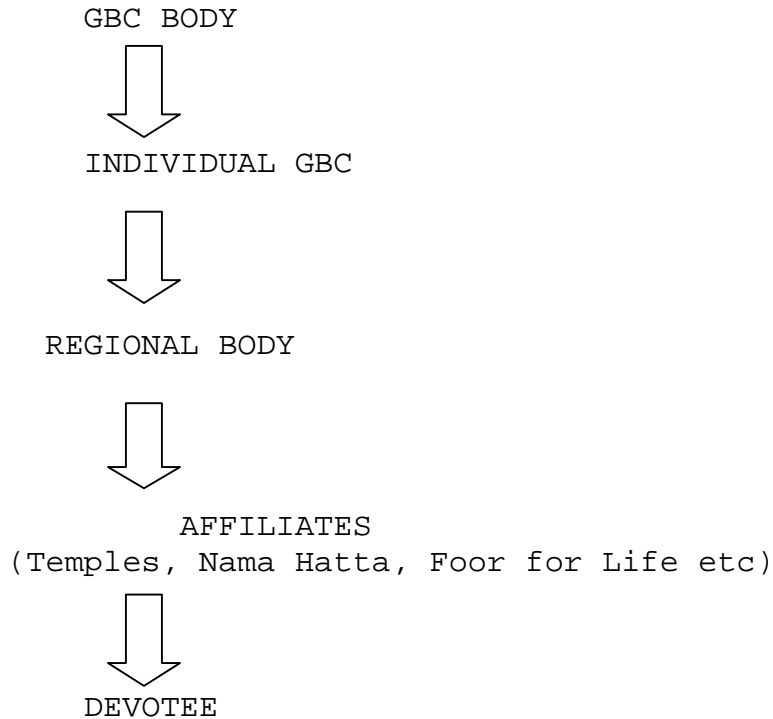 GBC BODY
INDIVIDUAL GBC
REGIONAL BODY
AFFILIATES
(Temples, Nama Hatta, Foor for Life etc)
DEVOTEE